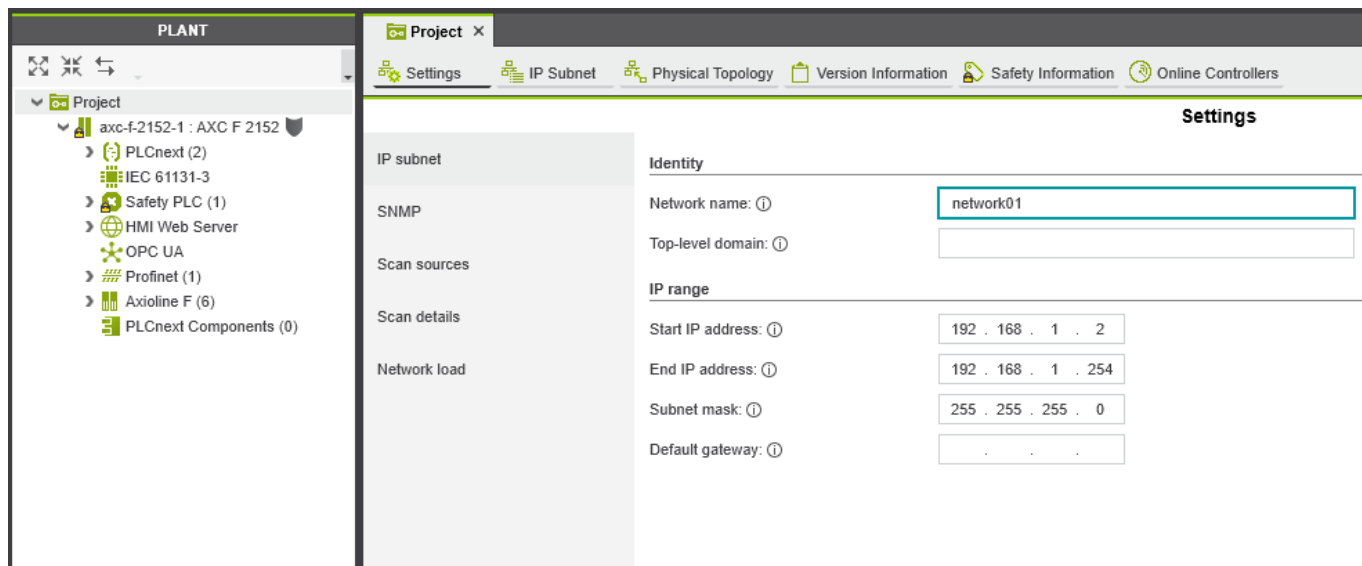 PLANT
Project
axc-f-2152-1 : AXC F 2152
PLCnext (2)
IEC 61131-3
Safety PLC (1)
HMI Web Server
OPC UA
Profinet (1)
Axioline F (6)
PLCnext Components (0)
Project ×
Settings IP Subnet Physical Topology Version Information Safety Information Online Controllers
Settings
IP subnet
SNMP
Scan sources
Scan details
Network load
Identity
Network name: network01
Top-level domain:
IP range
Start IP address: 192 . 168 . 1 . 2
End IP address: 192 . 168 . 1 . 254
Subnet mask: 255 . 255 . 255 . 0
Default gateway: . . .